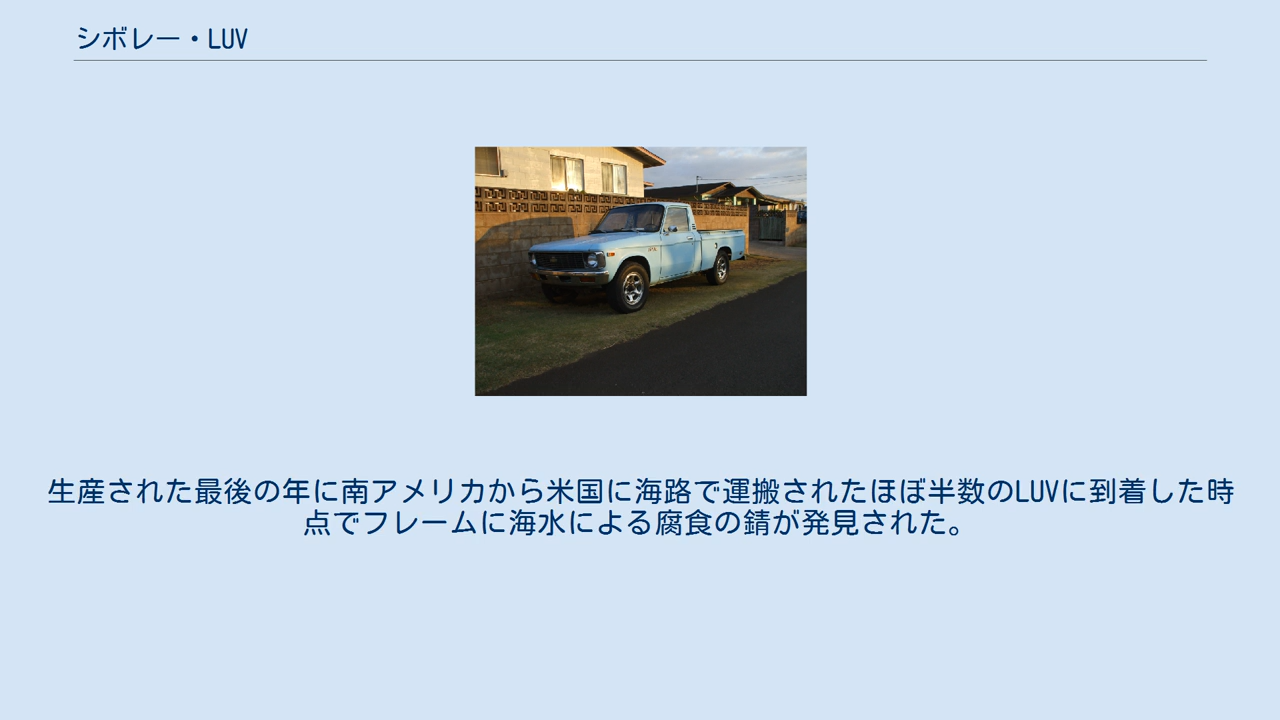 シボレー・LUV
生産された最後の年に南アメリカから米国に海路で運搬されたほぼ半数のLUVに到着した時
点でフレームに海水による腐食の錆が発見された。